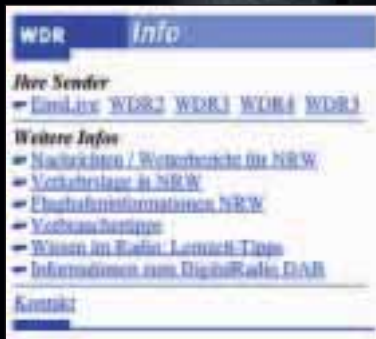 WDR Info
Ihre Sender
EinsLive WDR2 WDR3 WDR4 WDR5
Weitere Infos
Nachrichten / Wetterbericht für NRW
Verkehrslage in NRW
Flughafeninformationen NRW
Verbrauchertipps
Wissen im Radio: Lernzeit-Tipps
Informationen zum DigitalRadio DAB
Kontakt